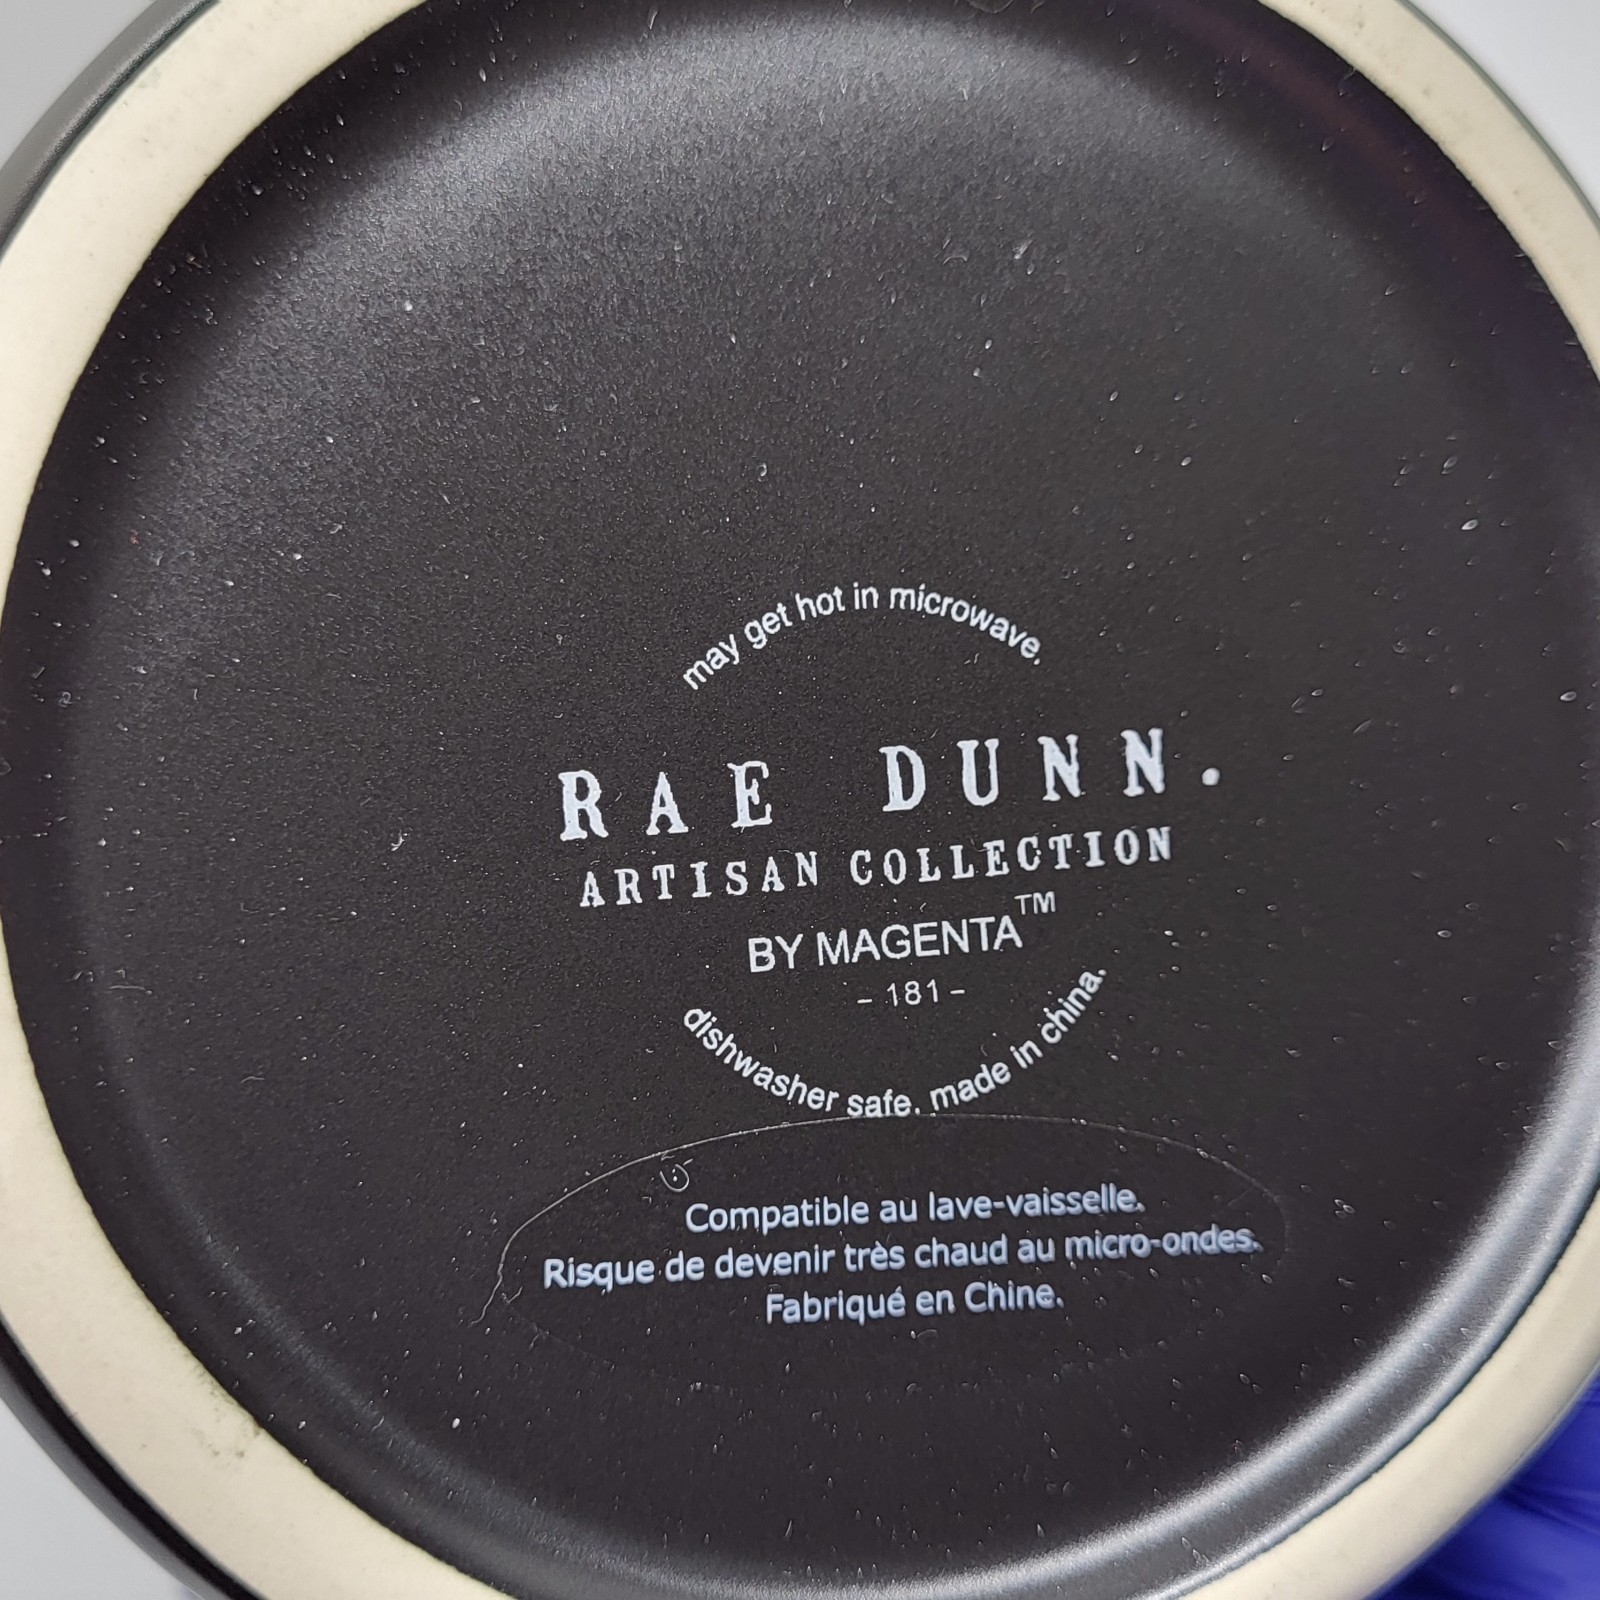 may get hot in microwave.
RAE DUNN.
ARTISAN COLLECTION
BY MAGENTA™
- 181 -
dishwasher safe. made in china.
Compatible au lave-vaisselle.
Risque de devenir très chaud au micro-ondes.
Fabriqué en Chine.